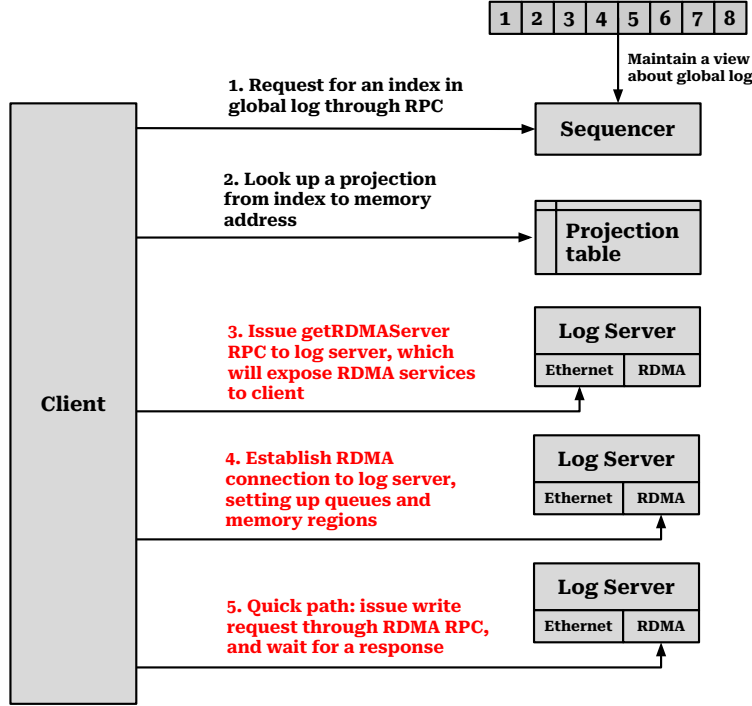 1 2 3 4 5 6 7 8
Maintain a view
about global log
1. Request for an index in
global log through RPC
Sequencer
2. Look up a projection
from index to memory
address
Projection
table
3. Issue getRDMAServer
RPC to log server, which
will expose RDMA services
to client
Log Server
Ethernet RDMA
Client
4. Establish RDMA
connection to log server,
setting up queues and
memory regions
Log Server
Ethernet RDMA
5. Quick path: issue write
request through RDMA RPC,
and wait for a response
Log Server
Ethernet RDMA